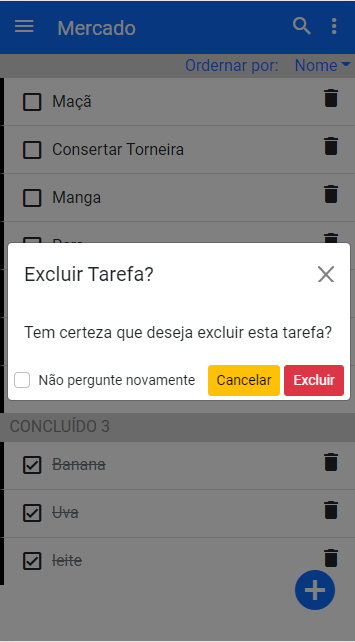 Mercado
Ordernar por: Nome
Maçã
Consertar Torneira
Manga
Excluir Tarefa?
Tem certeza que deseja excluir esta tarefa?
Não pergunte novamente Cancelar Excluir
CONCLUÍDO 3
Banana
Uva
leite